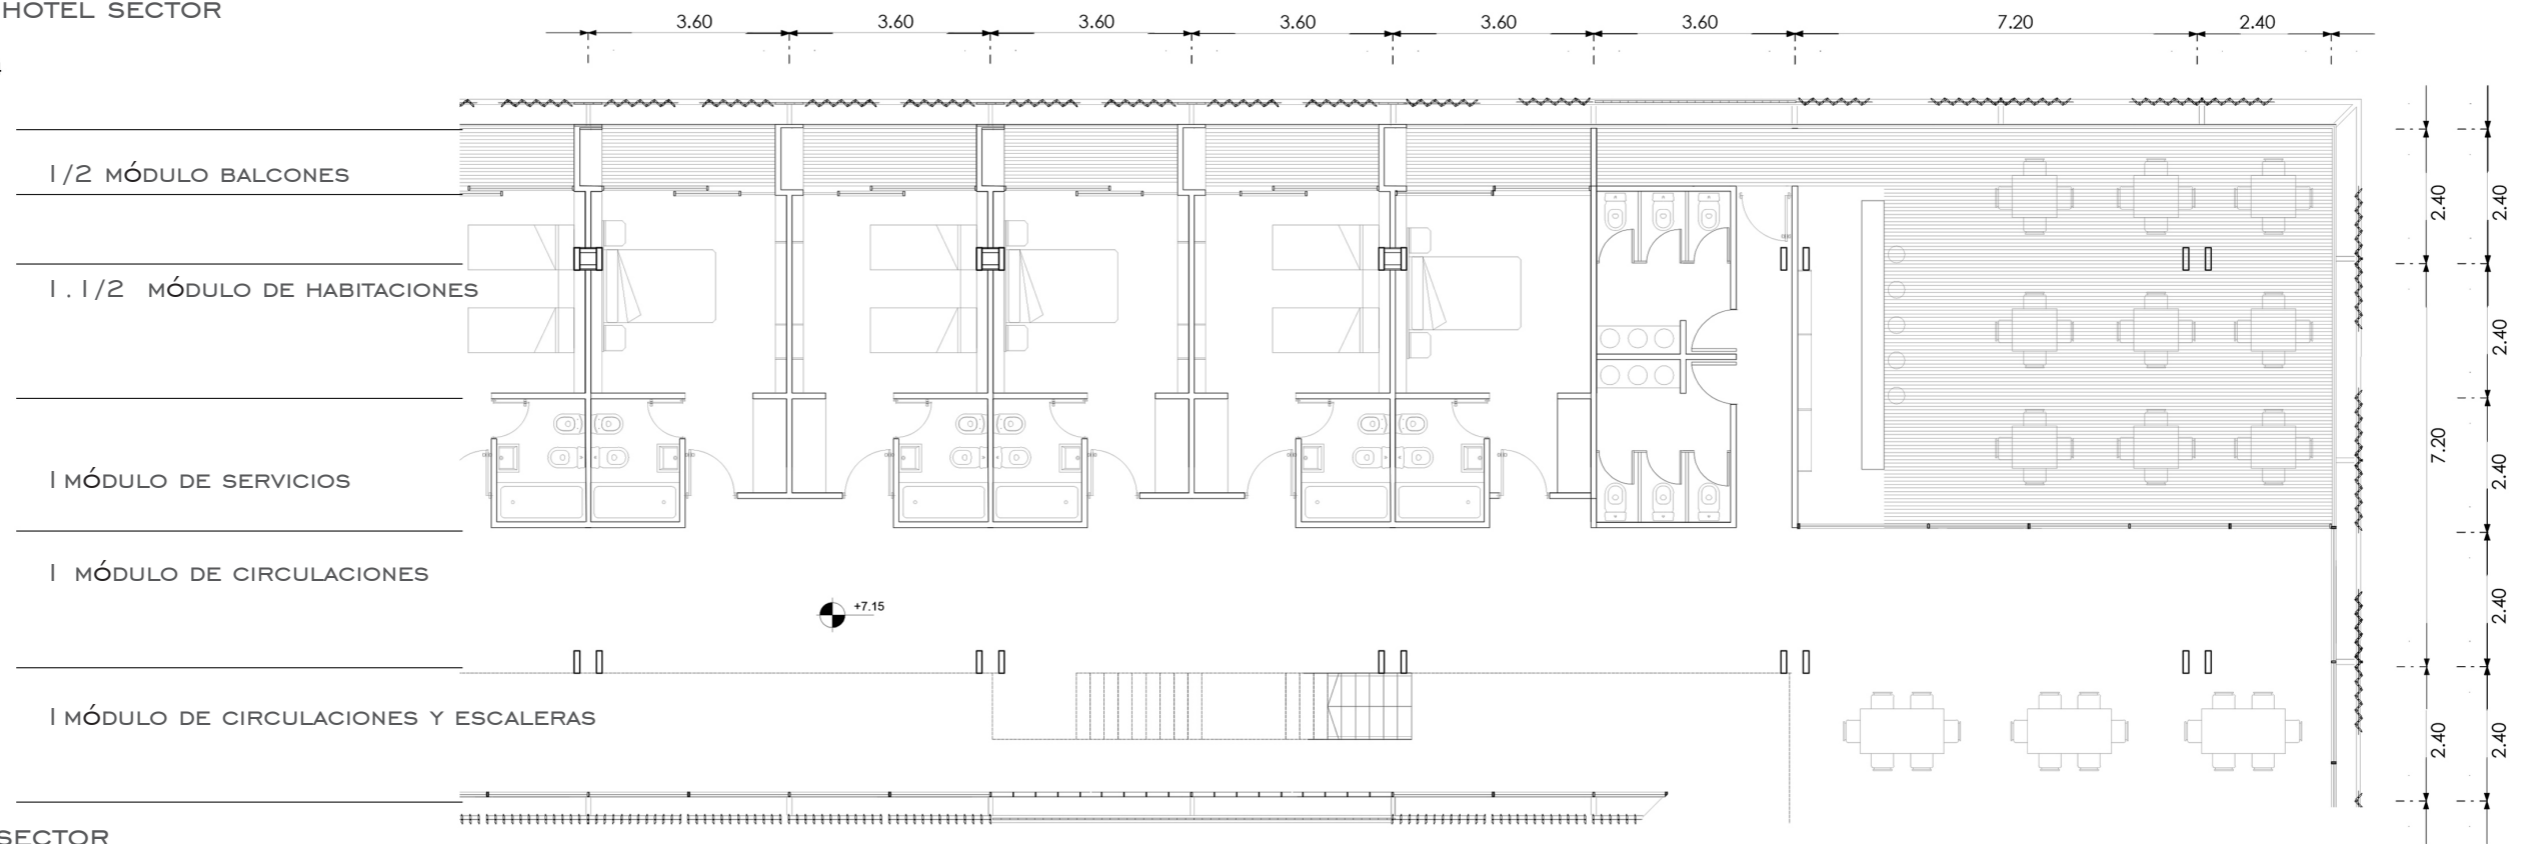 HOTEL SECTOR
3.60 3.60 3.60 3.60 3.60 3.60 7.20 2.40
1/2 MÓDULO BALCONES
2.40 2.40
1.1/2 MÓDULO DE HABITACIONES
2.40
7.20 2.40
1 MÓDULO DE SERVICIOS
1 MÓDULO DE CIRCULACIONES
+7.15
2.40
1 MÓDULO DE CIRCULACIONES Y ESCALERAS
2.40 2.40
SECTOR